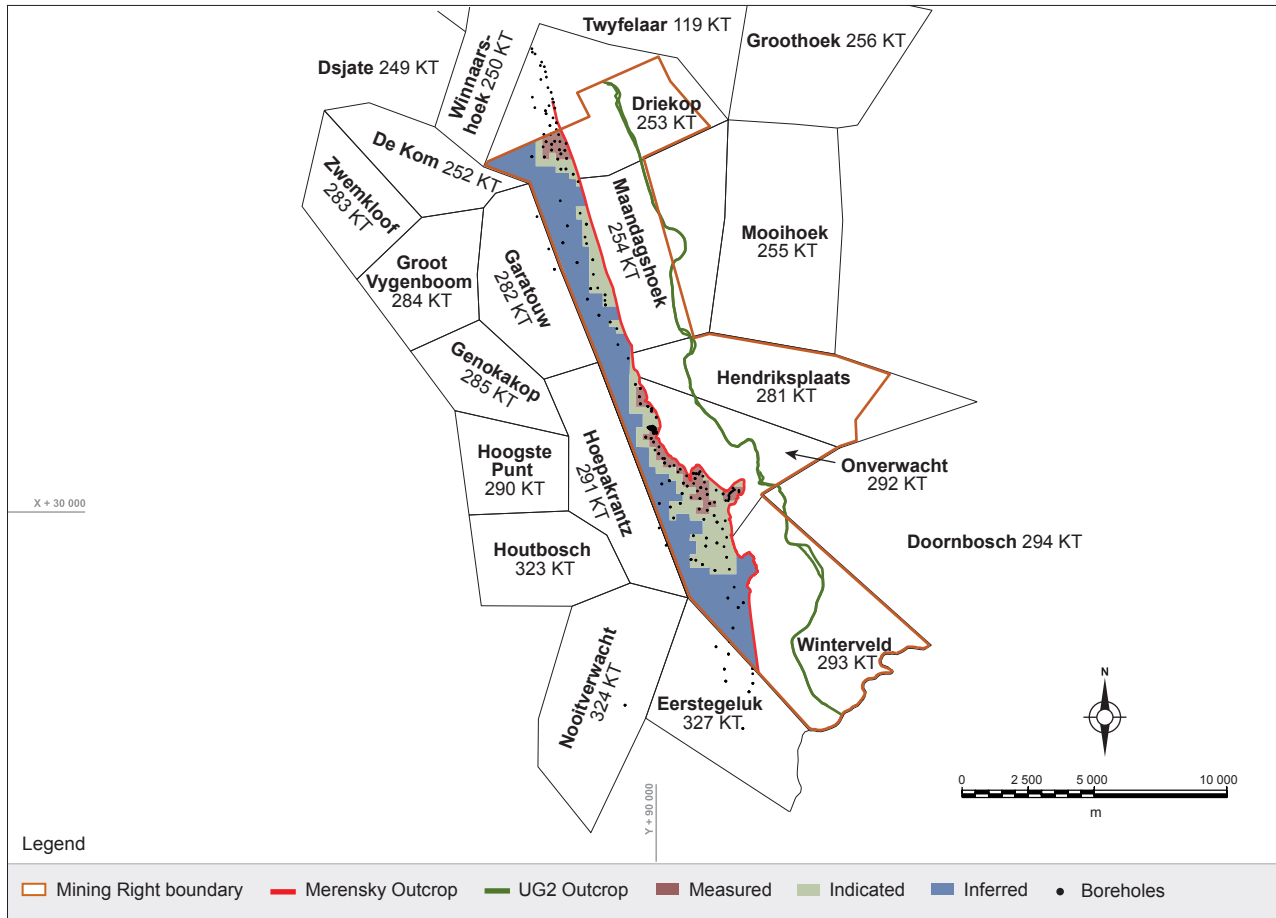 Twyfelaar 119 KT
Groothoek 256 KT
Dsjate 249 KT
Winnaars-
hoek 250 KT
Driekop
253 KT
De Kom 252 KT
Zwemkloof
283 KT
Maandagshoek
254 KT
Mooihoek
255 KT
Groot
Vygenboom
284 KT
Garatouw
282 KT
Genokakop
285 KT
Hendriksplaats
281 KT
Hoogste
Punt
290 KT
Hoepakrantz
291 KT
Onverwacht
292 KT
X + 30 000
Houtbosch
323 KT
Doornbosch 294 KT
Winterveld
293 KT
Nooitverwacht
324 KT
Eerstegeluk
327 KT
N
0 2 500 5 000 10 000
m
Y + 90 000
Legend
Mining Right boundary Merensky Outcrop UG2 Outcrop Measured Indicated Inferred Boreholes